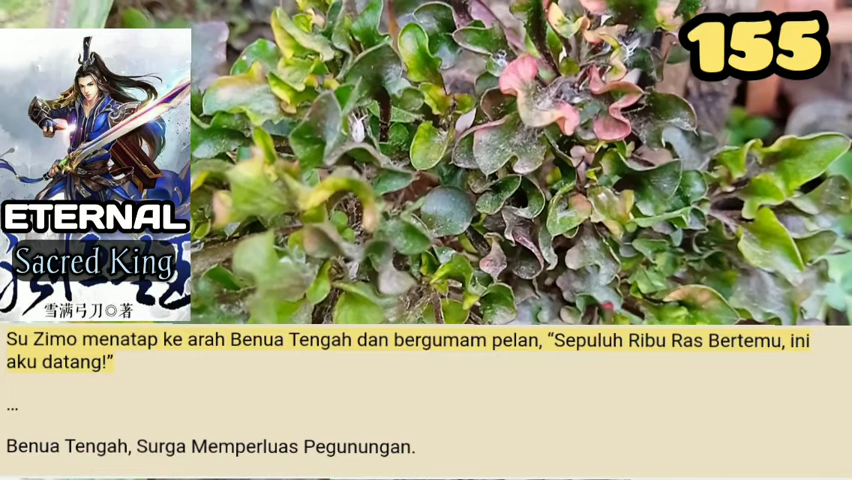 155
ETERNAL
Sacred King
雪满弓刀◎著
Su Zimo menatap ke arah Benua Tengah dan bergumam pelan, “Sepuluh Ribu Ras Bertemu, ini
aku datang!”
...
Benua Tengah, Surga Memperluas Pegunungan.